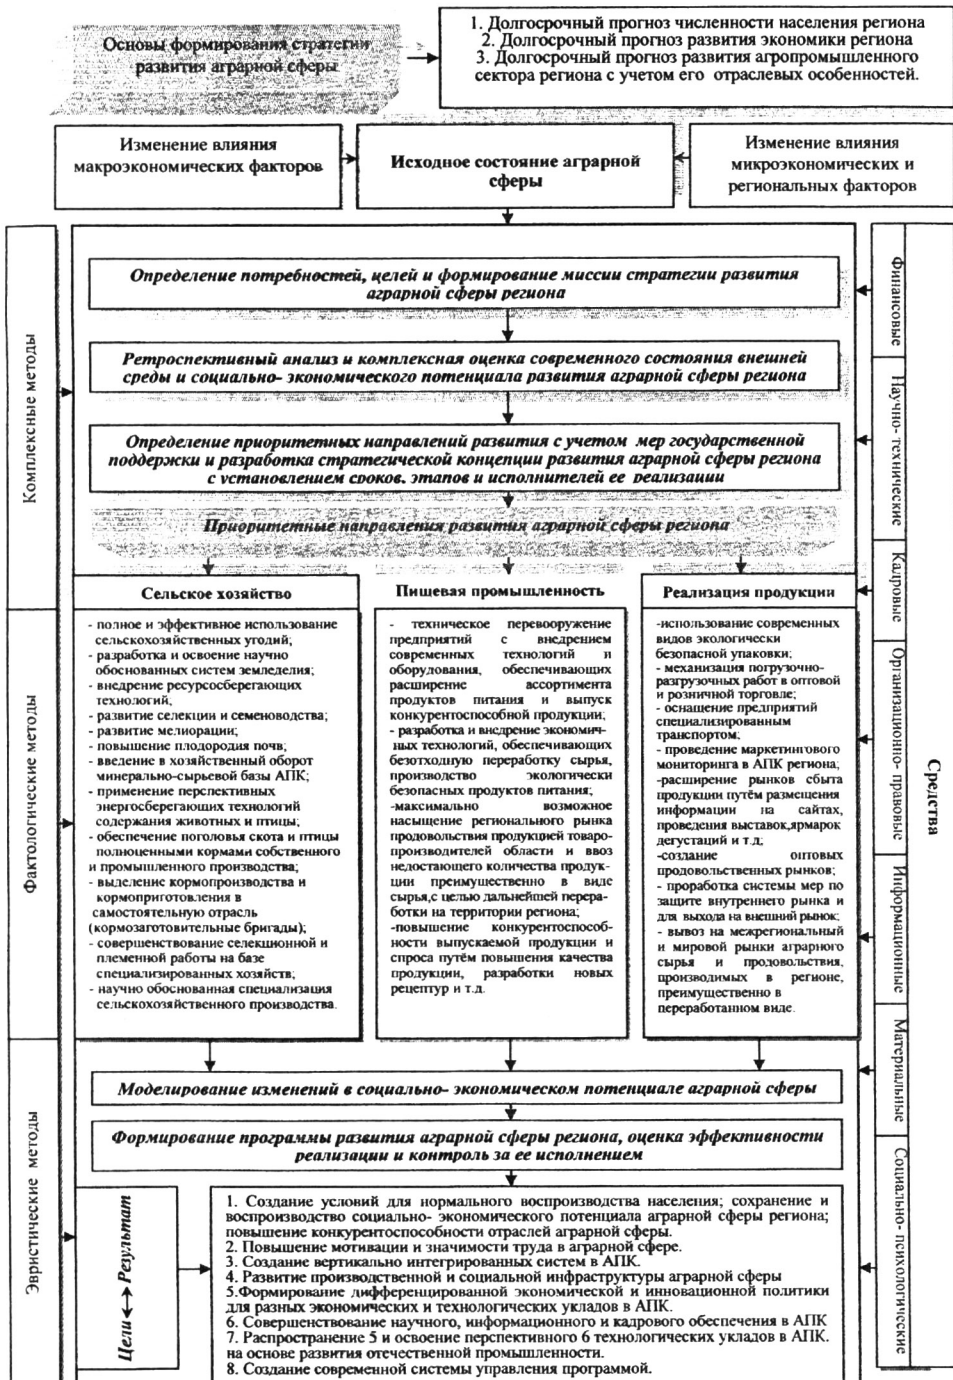 Основы формирования стратегии
развития аграрной сферы
1. Долгосрочный прогноз численности населения региона
2. Долгосрочный прогноз развития экономики региона
3. Долгосрочный прогноз развития агропромышленного
сектора региона с учетом его отраслевых особенностей.
Изменение влияния
макроэкономических факторов
Исходное состояние аграрной
сферы
Изменение влияния
микроэкономических и
региональных факторов
Комплексные методы
Фактологические методы
Эвристические методы
Определение потребностей, целей и формирование миссии стратегии развития
аграрной сферы региона
Ретроспективный анализ и комплексная оценка современного состояния внешней
среды и социально- экономического потенциала развития аграрной сферы региона
Определение приоритетных направлений развития с учетом мер государственной
поддержки и разработка стратегической концепции развития аграрной сферы региона
с установлением сроков, этапов и исполнителей ее реализации
Приоритетные направления развития аграрной сферы региона
Сельское хозяйство
- полное и эффективное использование
сельскохозяйственных угодий;
- разработка и освоение научно
обоснованных систем земледелия;
- внедрение ресурсосберегающих
технологий;
- развитие селекции и семеноводства;
- развитие мелиорации;
- повышение плодородия почв;
- введение в хозяйственный оборот
минерально-сырьевой базы АПК;
- применение перспективных
энергосберегающих технологий
содержания животных и птицы;
- обеспечение поголовья скота и птицы
полноценными кормами собственного
и промышленного производства;
- выделение кормопроизводства и
кормоприготовления в
самостоятельную отрасль
(кормозаготовительные бригады);
- совершенствование селекционной и
племенной работы на базе
специализированных хозяйств;
- научно обоснованная специализация
сельскохозяйственного производства.
Пищевая промышленность
- техническое перевооружение
предприятий с внедрением
современных технологий и
оборудования, обеспечивающих
расширение ассортимента
продуктов питания и выпуск
конкурентоспособной продукции;
- разработка и внедрение экономич-
ных технологий, обеспечивающих
безотходную переработку сырья,
производство экологически
безопасных продуктов питания;
-максимально возможное
насыщение регионального рынка
продовольствия продукцией товаро-
производителей области и ввоз
недостающего количества продук-
ции преимущественно в виде
сырья,с целью дальнейшей перера-
ботки на территории региона;
-повышение конкурентоспособ-
ности выпускаемой продукции и
спроса путём повышения качества
продукции, разработки новых
рецептур и т.д.
Реализация продукции
-использование современных
видов экологически
безопасной упаковки;
- механизация погрузочно-
разгрузочных работ в оптовой
и розничной торговле;
- оснащение предприятий
специализированным
транспортом;
- проведение маркетингового
мониторинга в АПК региона;
-расширение рынков сбыта
продукции путём размещения
информации на сайтах,
проведения выставок,ярмарок
дегустаций и т.д;
-создание оптовых
продовольственных рынков;
- проработка системы мер по
защите внутреннего рынка и
для выхода на внешний рынок;
- вывоз на межрегиональный
и мировой рынки аграрного
сырья и продовольствия,
производимых в регионе,
преимущественно в
переработанном виде.
Моделирование изменений в социально- экономическом потенциале аграрной сферы
Формирование программы развития аграрной сферы региона, оценка эффективности
реализации и контроль за ее исполнением
Цели Результат
1. Создание условий для нормального воспроизводства населения; сохранение и
воспроизводство социально- экономического потенциала аграрной сферы региона;
повышение конкурентоспособности отраслей аграрной сферы.
2. Повышение мотивации и значимости труда в аграрной сфере.
3. Создание вертикально интегрированных систем в АПК.
4. Развитие производственной и социальной инфраструктуры аграрной сферы
5.Формирование дифференцированной экономической и инновационной политики
для разных экономических и технологических укладов в АПК.
6. Совершенствование научного, информационного и кадрового обеспечения в АПК
7. Распространение 5 и освоение перспективного 6 технологических укладов в АПК.
на основе развития отечественной промышленности.
8. Создание современной системы управления программой.
Финансовые
Научно- технические
Кадровые
Организационно- правовые
Информационные
Материальные
Социально- психологические
Средства